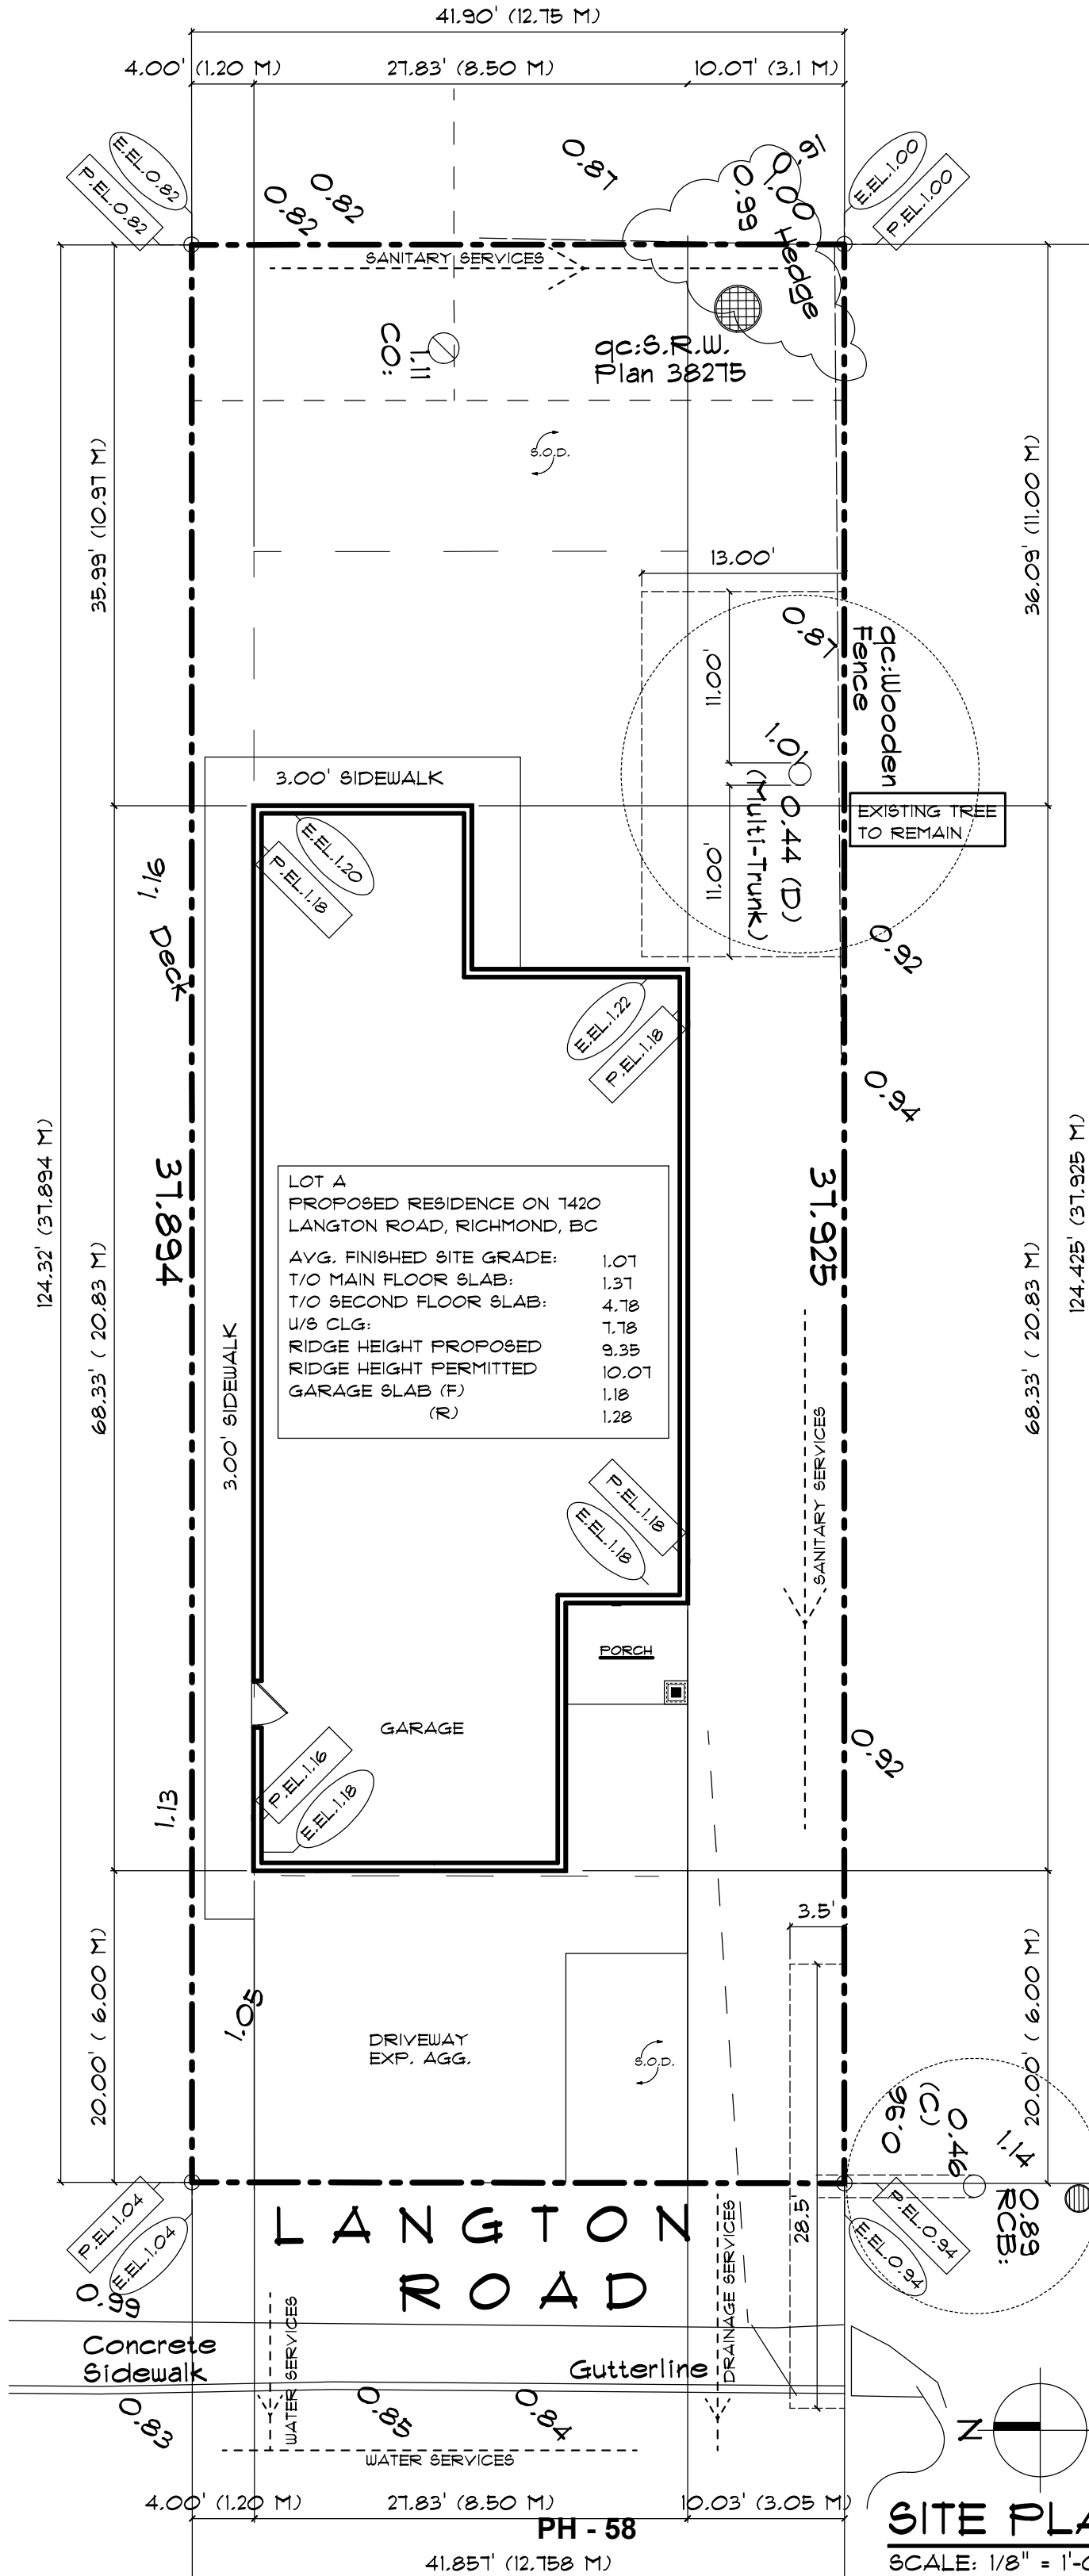 41.90' (12.75 M)
4.00' (1.20 M)
27.83' (8.50 M)
10.07' (3.1 M)
E.EL.0.82
P.EL.0.82
0.82
0.82
0.87
0.99
1.00
0.91
Hedge
E.EL.1.00
P.EL.1.00
SANITARY SERVICES
CO:
1.11
qc:S.R.W.
Plan 38275
S.O.D.
35.99' (10.97 M)
36.09' (11.00 M)
13.00'
11.00'
11.00'
0.87
qc:Wooden
Fence
1.01
0.44 (D)
(Multi-Trunk)
EXISTING TREE
TO REMAIN
3.00' SIDEWALK
E.EL.1.20
P.EL.1.18
1.16
Deck
0.92
E.EL.1.22
P.EL.1.18
0.94
124.32' (37.894 M)
68.33' ( 20.83 M)
37.894
3.00' SIDEWALK
LOT A
PROPOSED RESIDENCE ON 7420
LANGTON ROAD, RICHMOND, BC
AVG. FINISHED SITE GRADE: 1.07
T/O MAIN FLOOR SLAB: 1.37
T/O SECOND FLOOR SLAB: 4.78
U/S CLG: 7.78
RIDGE HEIGHT PROPOSED 9.35
RIDGE HEIGHT PERMITTED 10.07
GARAGE SLAB (F) 1.18
(R) 1.28
37.925
68.33' ( 20.83 M)
124.425' (37.925 M)
SANITARY SERVICES
P.EL.1.18
E.EL.1.18
PORCH
GARAGE
P.EL.1.16
E.EL.1.18
1.13
0.92
3.5'
20.00' ( 6.00 M)
20.00' ( 6.00 M)
1.05
DRIVEWAY
EXP. AGG.
S.O.D.
0.96
(C)
0.46
1.14
0.89
RCB:
P.EL.1.04
E.EL.1.04
0.99
LANGTON
ROAD
28.5'
P.EL.0.94
E.EL.0.94
WATER SERVICES
DRAINAGE SERVICES
Concrete
Sidewalk
Gutterline
0.83
0.85
0.84
WATER SERVICES
N
4.00' (1.20 M)
27.83' (8.50 M)
10.03' (3.05 M)
PH - 58
41.857' (12.758 M)
SITE PLA
SCALE: 1/8" = 1'-0